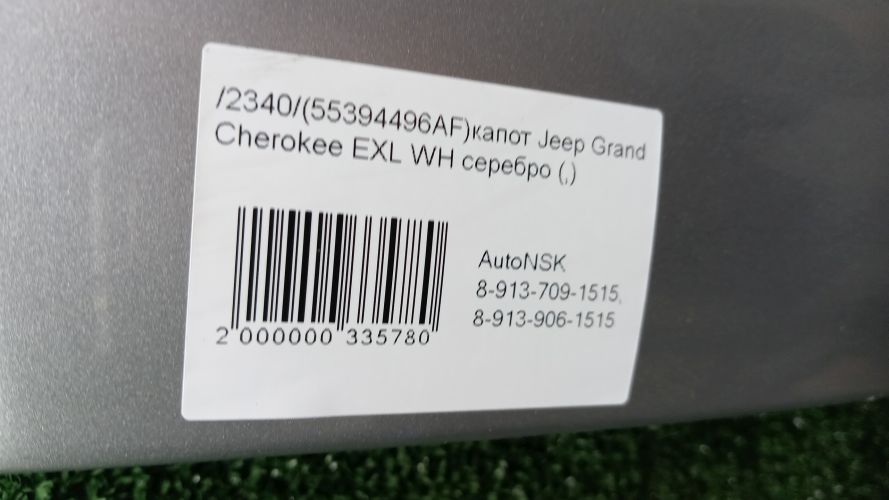 /2340/(55394496AF)капот Jeep Grand
Cherokee EXL WH серебро (,)
AutoNSK
8-913-709-1515,
8-913-906-1515
2 000000 335780